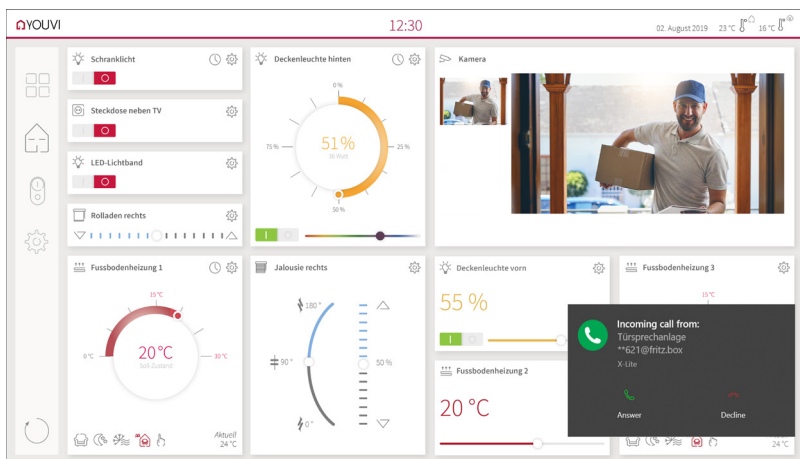 YOUVI
12:30
02. August 2019 23 °C 16 °C
Schranklicht
Steckdose neben TV
LED-Lichtband
Rolladen rechts
Deckenleuchte hinten
0%
75%
51%
36 Watt
25%
50%
Kamera
Fussbodenheizung 1
15°C
0°C
20°C
Soll-Zustand
30°C
Aktuell
24 °C
Jalousie rechts
180°
90°
50 %
0°
Deckenleuchte vorn
55 %
Fussbodenheizung 2
20 °C
Fussbodenheizung 3
15°C
Incoming call from:
Türsprechanlage
**621@fritz.box
X-Lite
Answer
Decline
24 °C